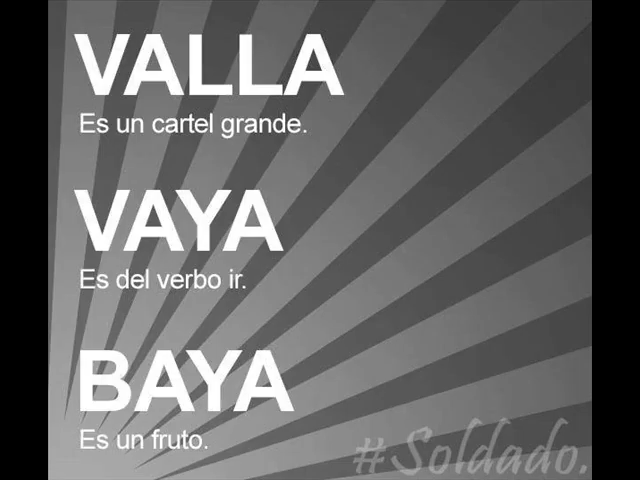 VALLA
Es un cartel grande.
VAYA
Es del verbo ir.
BAYA
Es un fruto.
#Soldado.